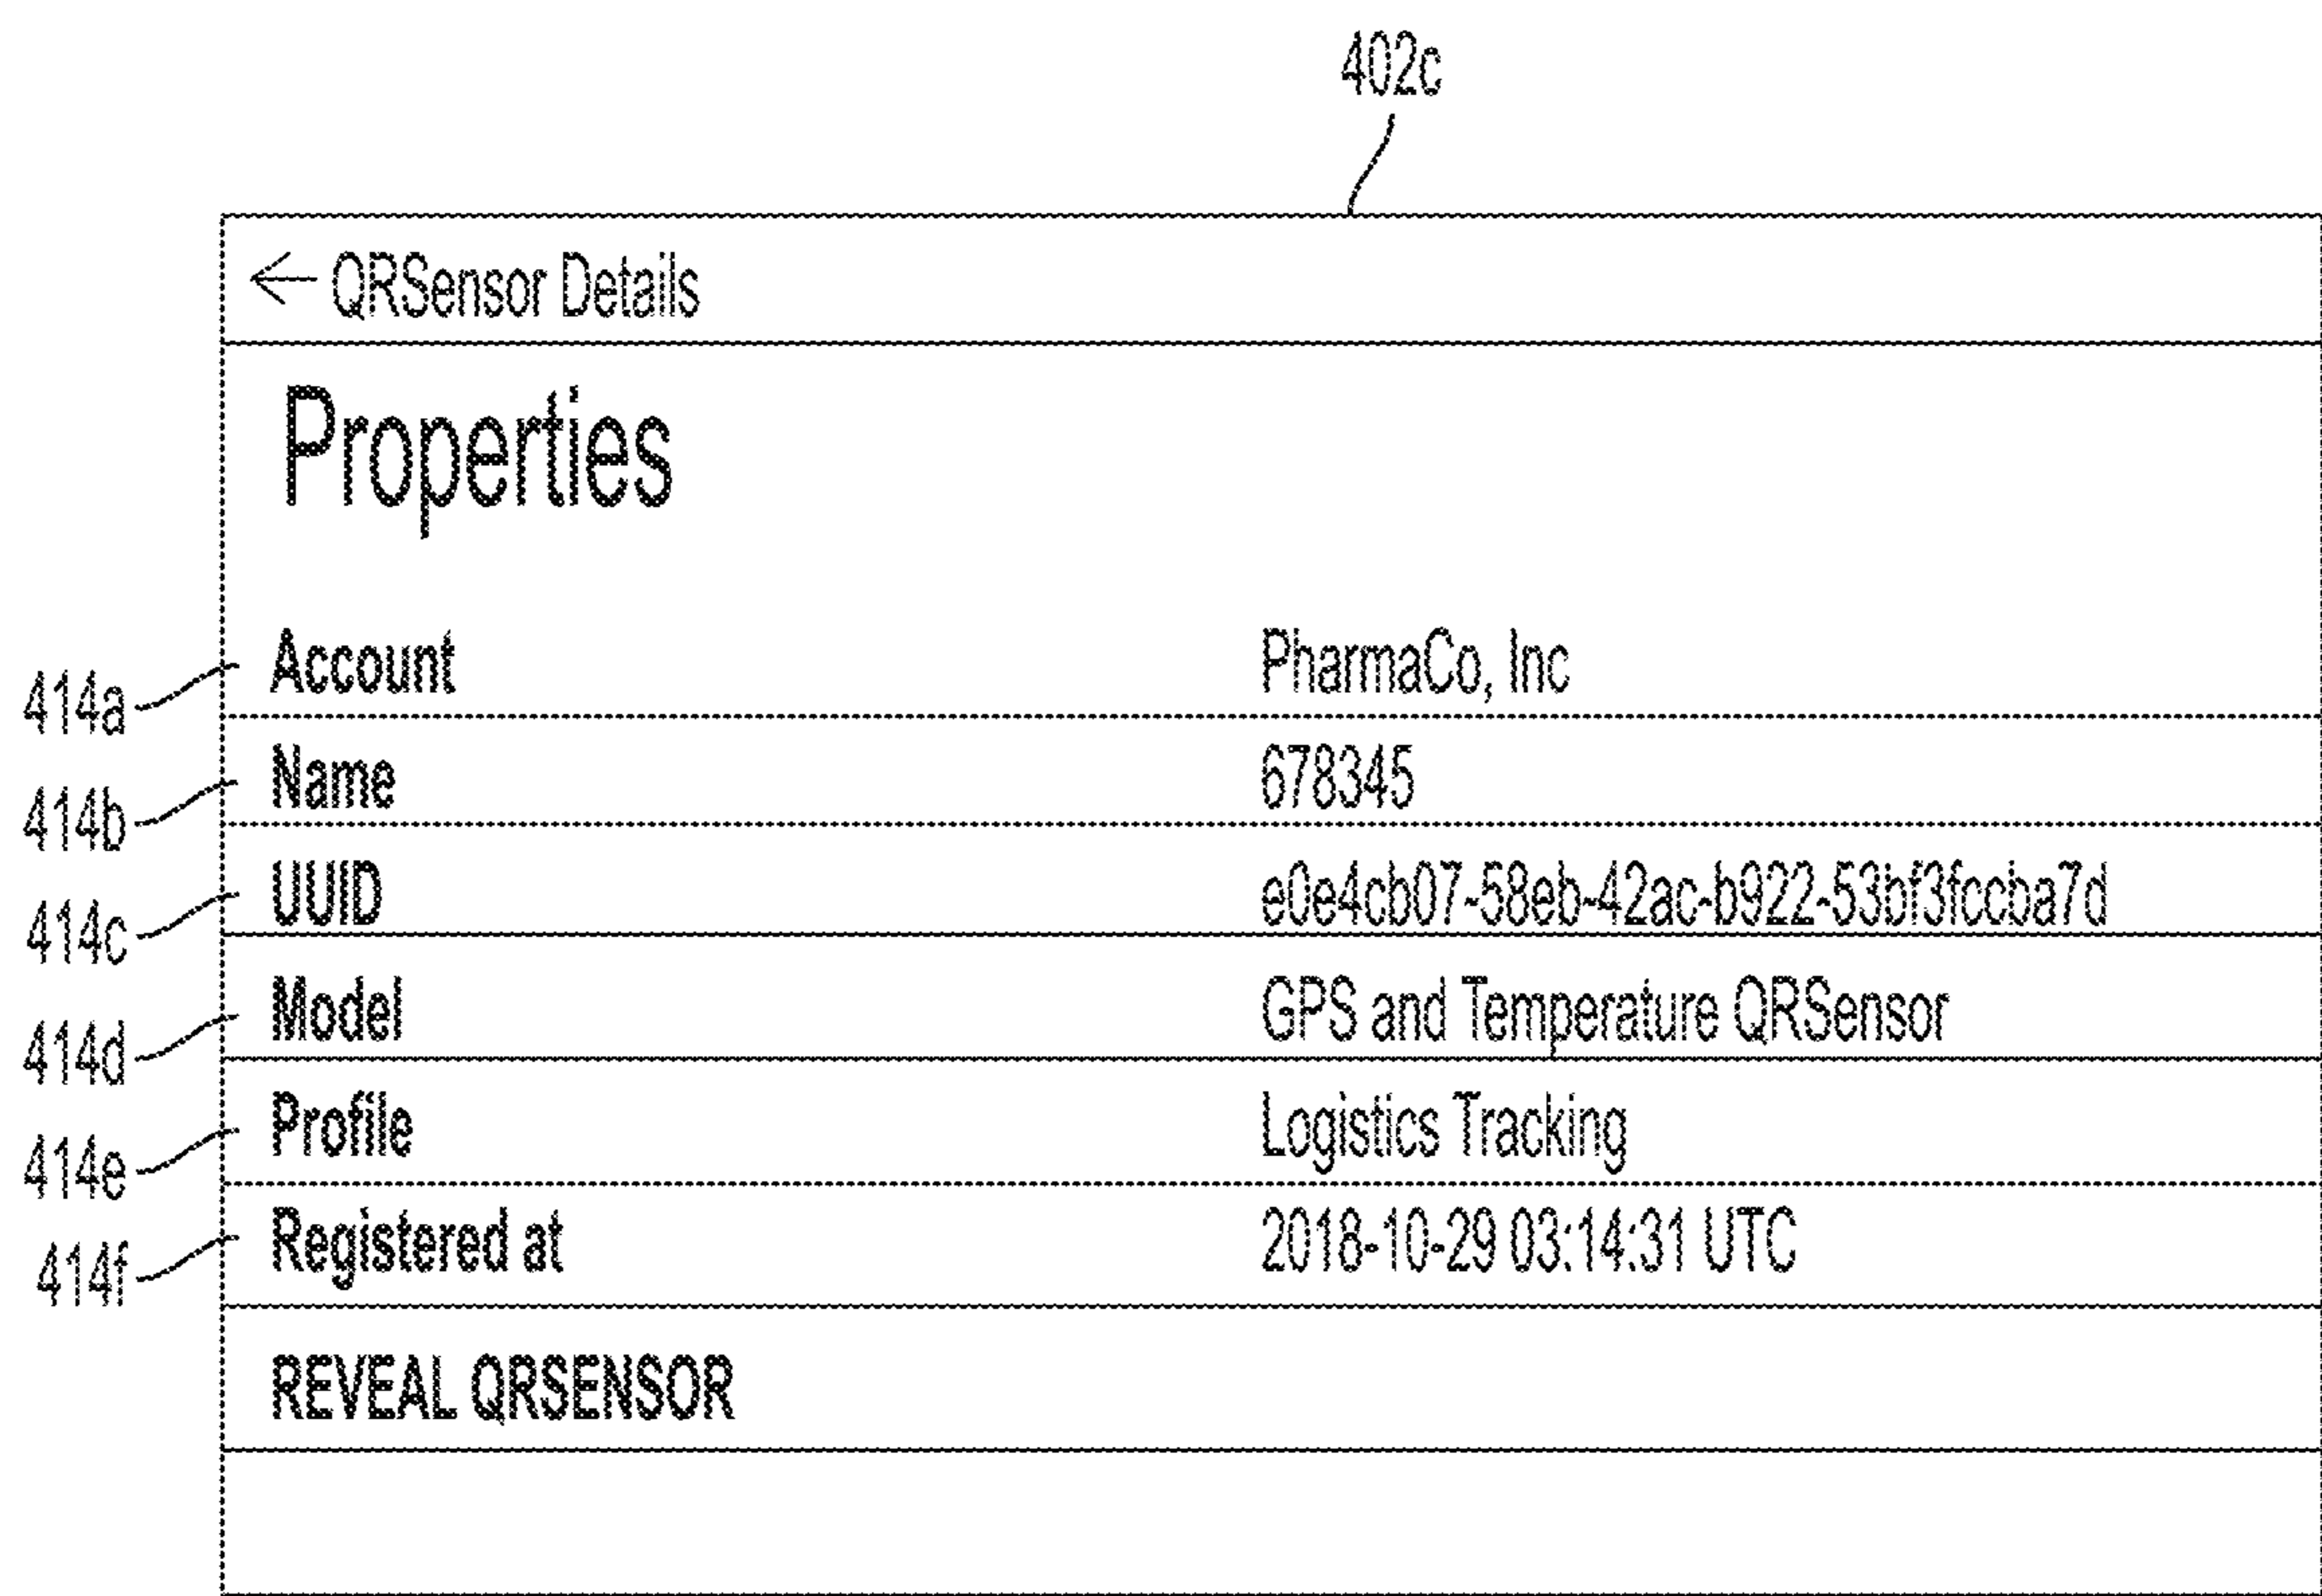 402c
← QRSensor Details
Properties
414a Account PharmaCo, Inc
414b Name 678345
414c UUID e0e4cb07-58eb-42ac-b922-53bf3fccba7d
414d Model GPS and Temperature QRSensor
414e Profile Logistics Tracking
414f Registered at 2018-10-29 03:14:31 UTC
REVEAL QRSENSOR